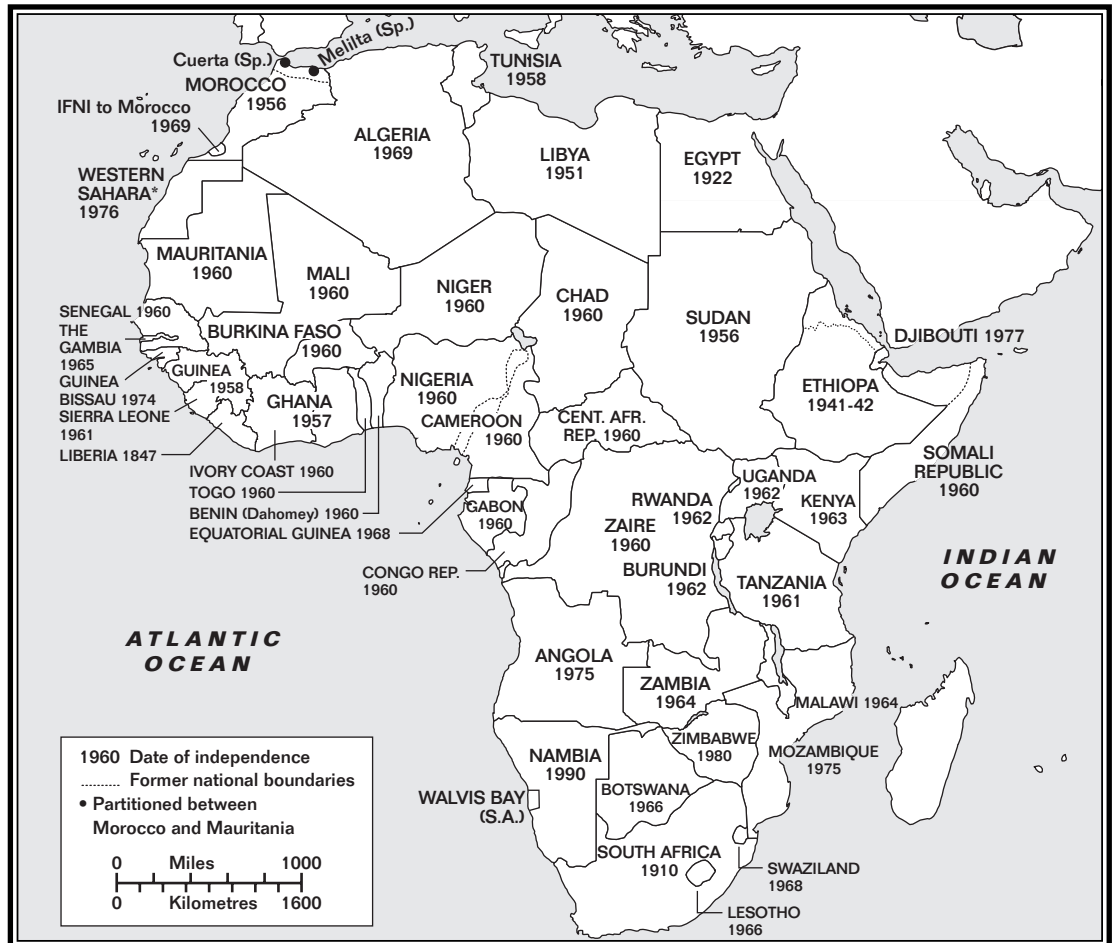 Cuerta (Sp.)
Melilta (Sp.)
TUNISIA
1958
MOROCCO
1956
IFNI to Morocco
1969
ALGERIA
1969
LIBYA
1951
EGYPT
1922
WESTERN
SAHARA*
1976
MAURITANIA
1960
MALI
1960
NIGER
1960
CHAD
1960
SUDAN
1956
DJIBOUTI 1977
SENEGAL 1960
THE
GAMBIA
1965
BURKINA FASO
1960
GUINEA
BISSAU 1974
GUINEA
1958
SIERRA LEONE
1961
LIBERIA 1847
GHANA
1957
NIGERIA
1960
CAMEROON
1960
CENT. AFR.
REP. 1960
ETHIOPA
1941-42
SOMALI
REPUBLIC
1960
IVORY COAST 1960
TOGO 1960
BENIN (Dahomey) 1960
EQUATORIAL GUINEA 1968
GABON
1960
CONGO REP.
1960
RWANDA
1962
ZAIRE
1960
BURUNDI
1962
UGANDA
1962
KENYA
1963
TANZANIA
1961
INDIAN
OCEAN
ATLANTIC
OCEAN
ANGOLA
1975
ZAMBIA
1964
MALAWI 1964
MOZAMBIQUE
1975
ZIMBABWE
1980
NAMBIA
1990
BOTSWANA
1966
WALVIS BAY
(S.A.)
SOUTH AFRICA
1910
SWAZILAND
1968
LESOTHO
1966
1960 Date of independence
.......... Former national boundaries
• Partitioned between
Morocco and Mauritania
0 Miles 1000
0 Kilometres 1600